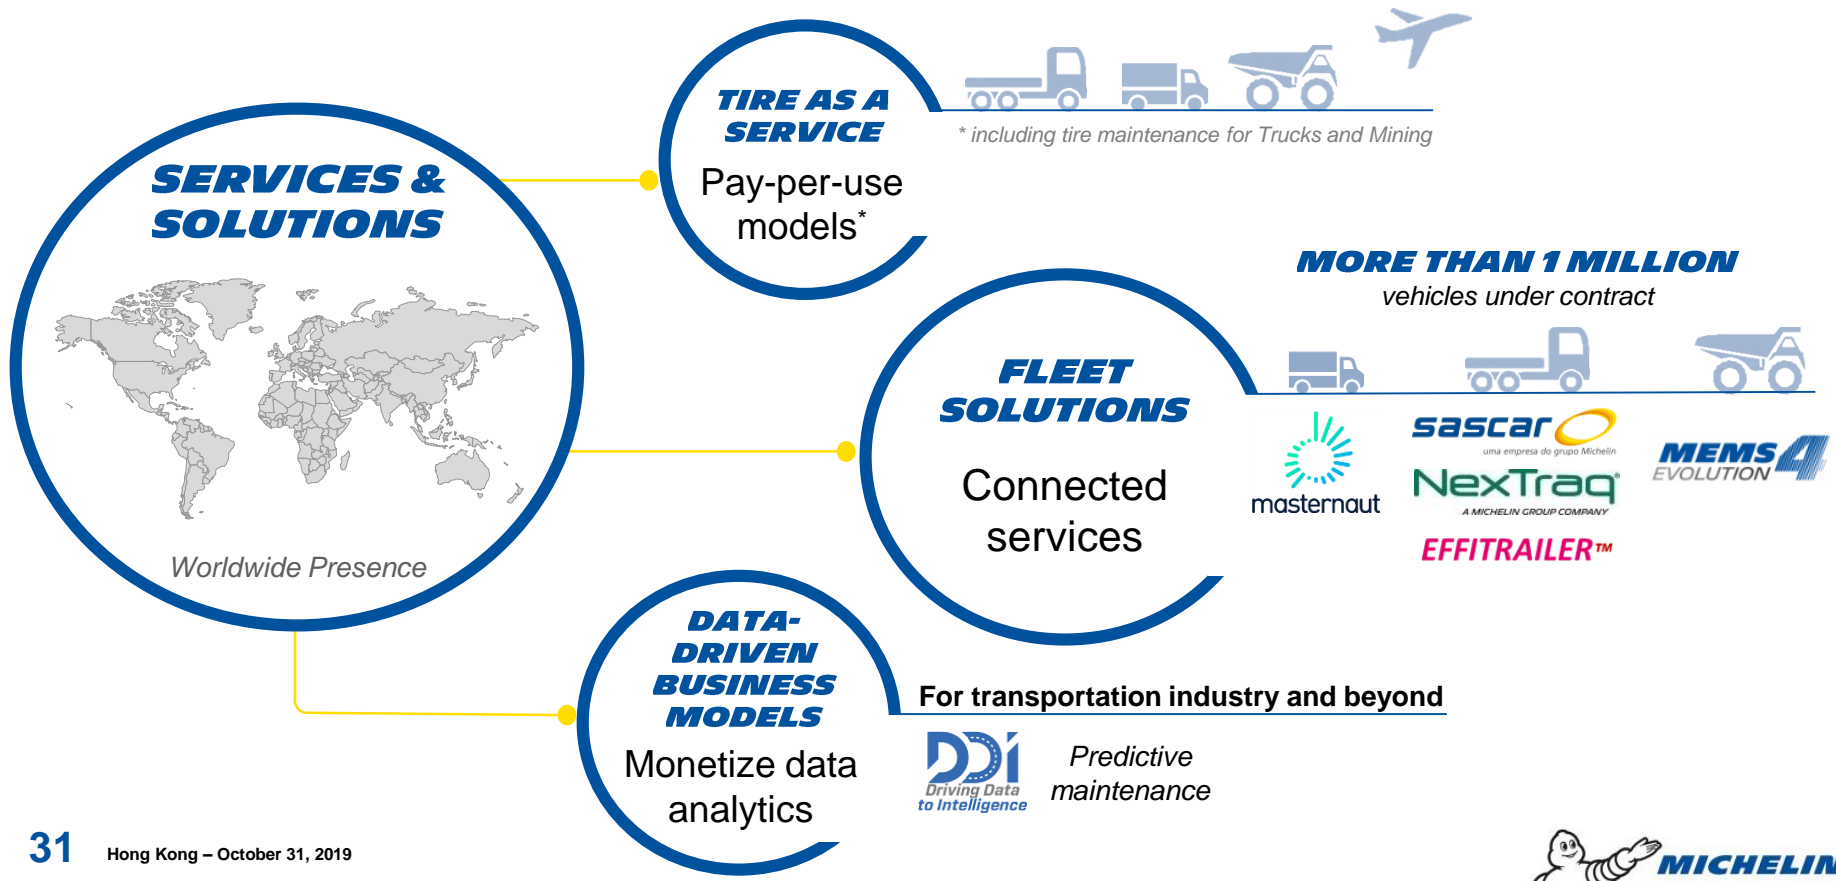 SERVICES &
SOLUTIONS
Worldwide Presence
TIRE AS A
SERVICE
Pay-per-use
models*
* including tire maintenance for Trucks and Mining
FLEET
SOLUTIONS
Connected
services
MORE THAN 1 MILLION
vehicles under contract
masternaut
sascar
uma empresa do grupo Michelin
NexTraq
A MICHELIN GROUP COMPANY
EFFITRAILER™
MEMS 4
EVOLUTION
DATA-
DRIVEN
BUSINESS
MODELS
Monetize data
analytics
For transportation industry and beyond
DDi
Driving Data
to Intelligence
Predictive
maintenance
31
Hong Kong – October 31, 2019
MICHELIN